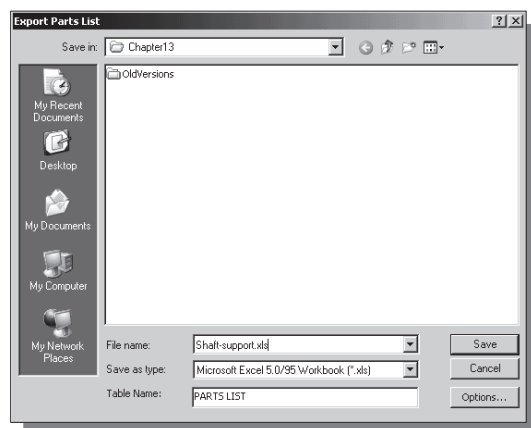 Export Parts List
Save in:
Chapter13
OldVersions
My Recent
Documents
Desktop
My Documents
My Computer
My Network
Places
File name:
Shaft-support.xls
Save
Save as type:
Microsoft Excel 5.0/95 Workbook (*.xls)
Cancel
Table Name:
PARTS LIST
Options...